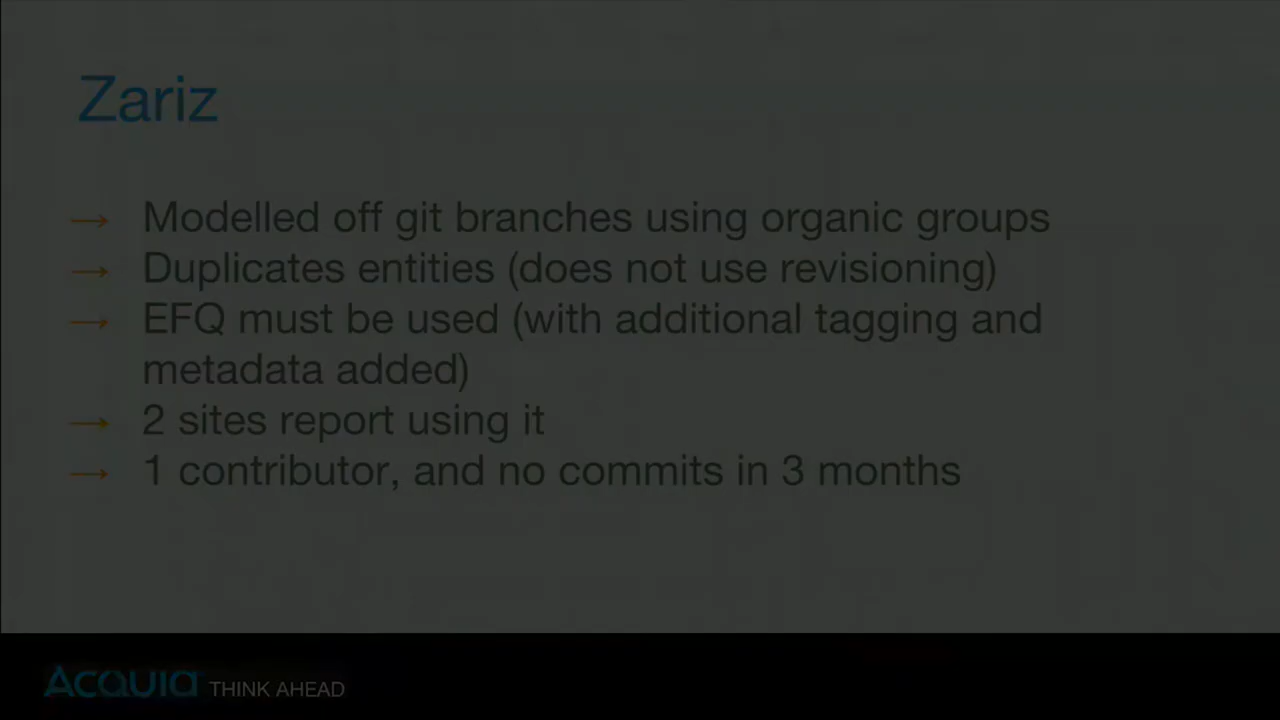 Zariz
→ Modelled off git branches using organic groups
→ Duplicates entities (does not use revisioning)
→ EFQ must be used (with additional tagging and
metadata added)
→ 2 sites report using it
→ 1 contributor, and no commits in 3 months
Acquia THINK AHEAD